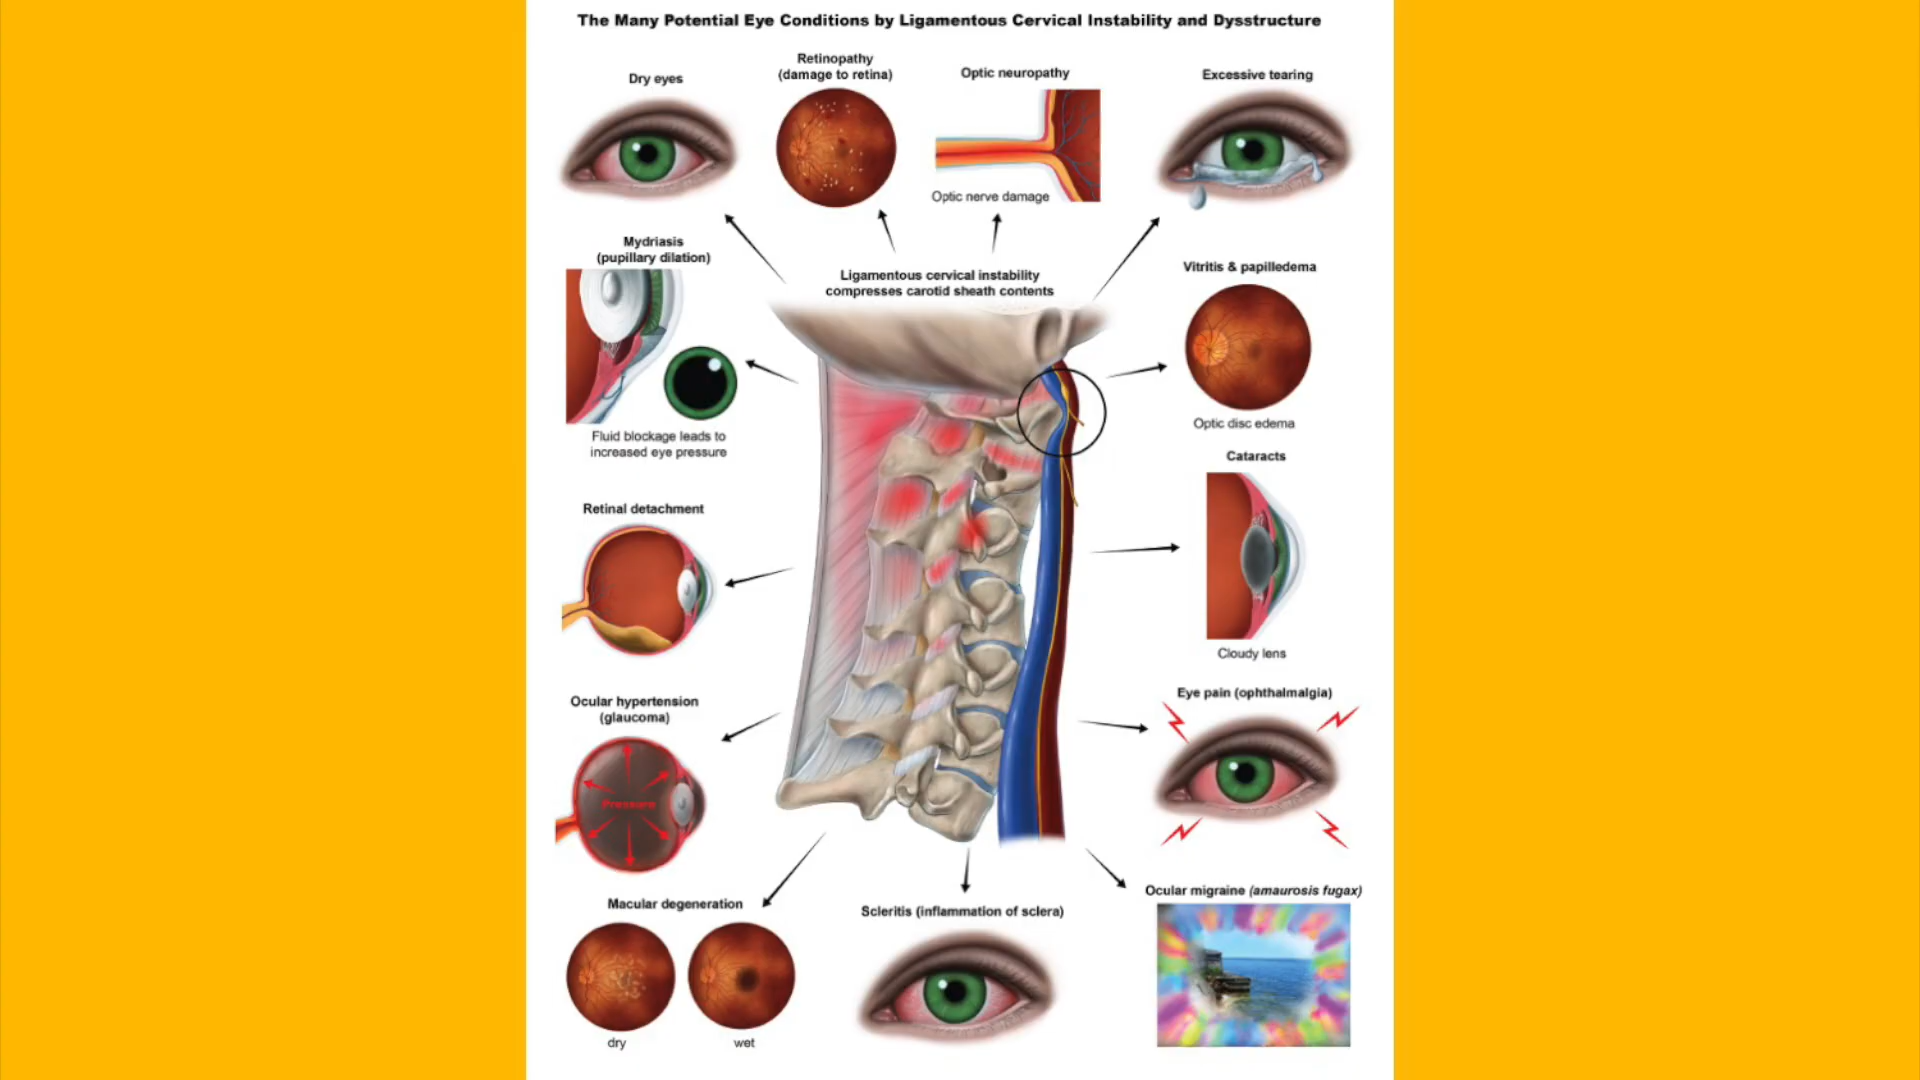 The Many Potential Eye Conditions by Ligamentous Cervical Instability and Dysstructure
Dry eyes
Retinopathy
(damage to retina)
Optic neuropathy
Optic nerve damage
Excessive tearing
Mydriasis
(pupillary dilation)
Fluid blockage leads to
increased eye pressure
Ligamentous cervical instability
compresses carotid sheath contents
Vitritis & papilledema
Optic disc edema
Cataracts
Cloudy lens
Retinal detachment
Ocular hypertension
(glaucoma)
Pressure
Eye pain (ophthalmalgia)
Macular degeneration
dry
wet
Scleritis (inflammation of sclera)
Ocular migraine (amaurosis fugax)